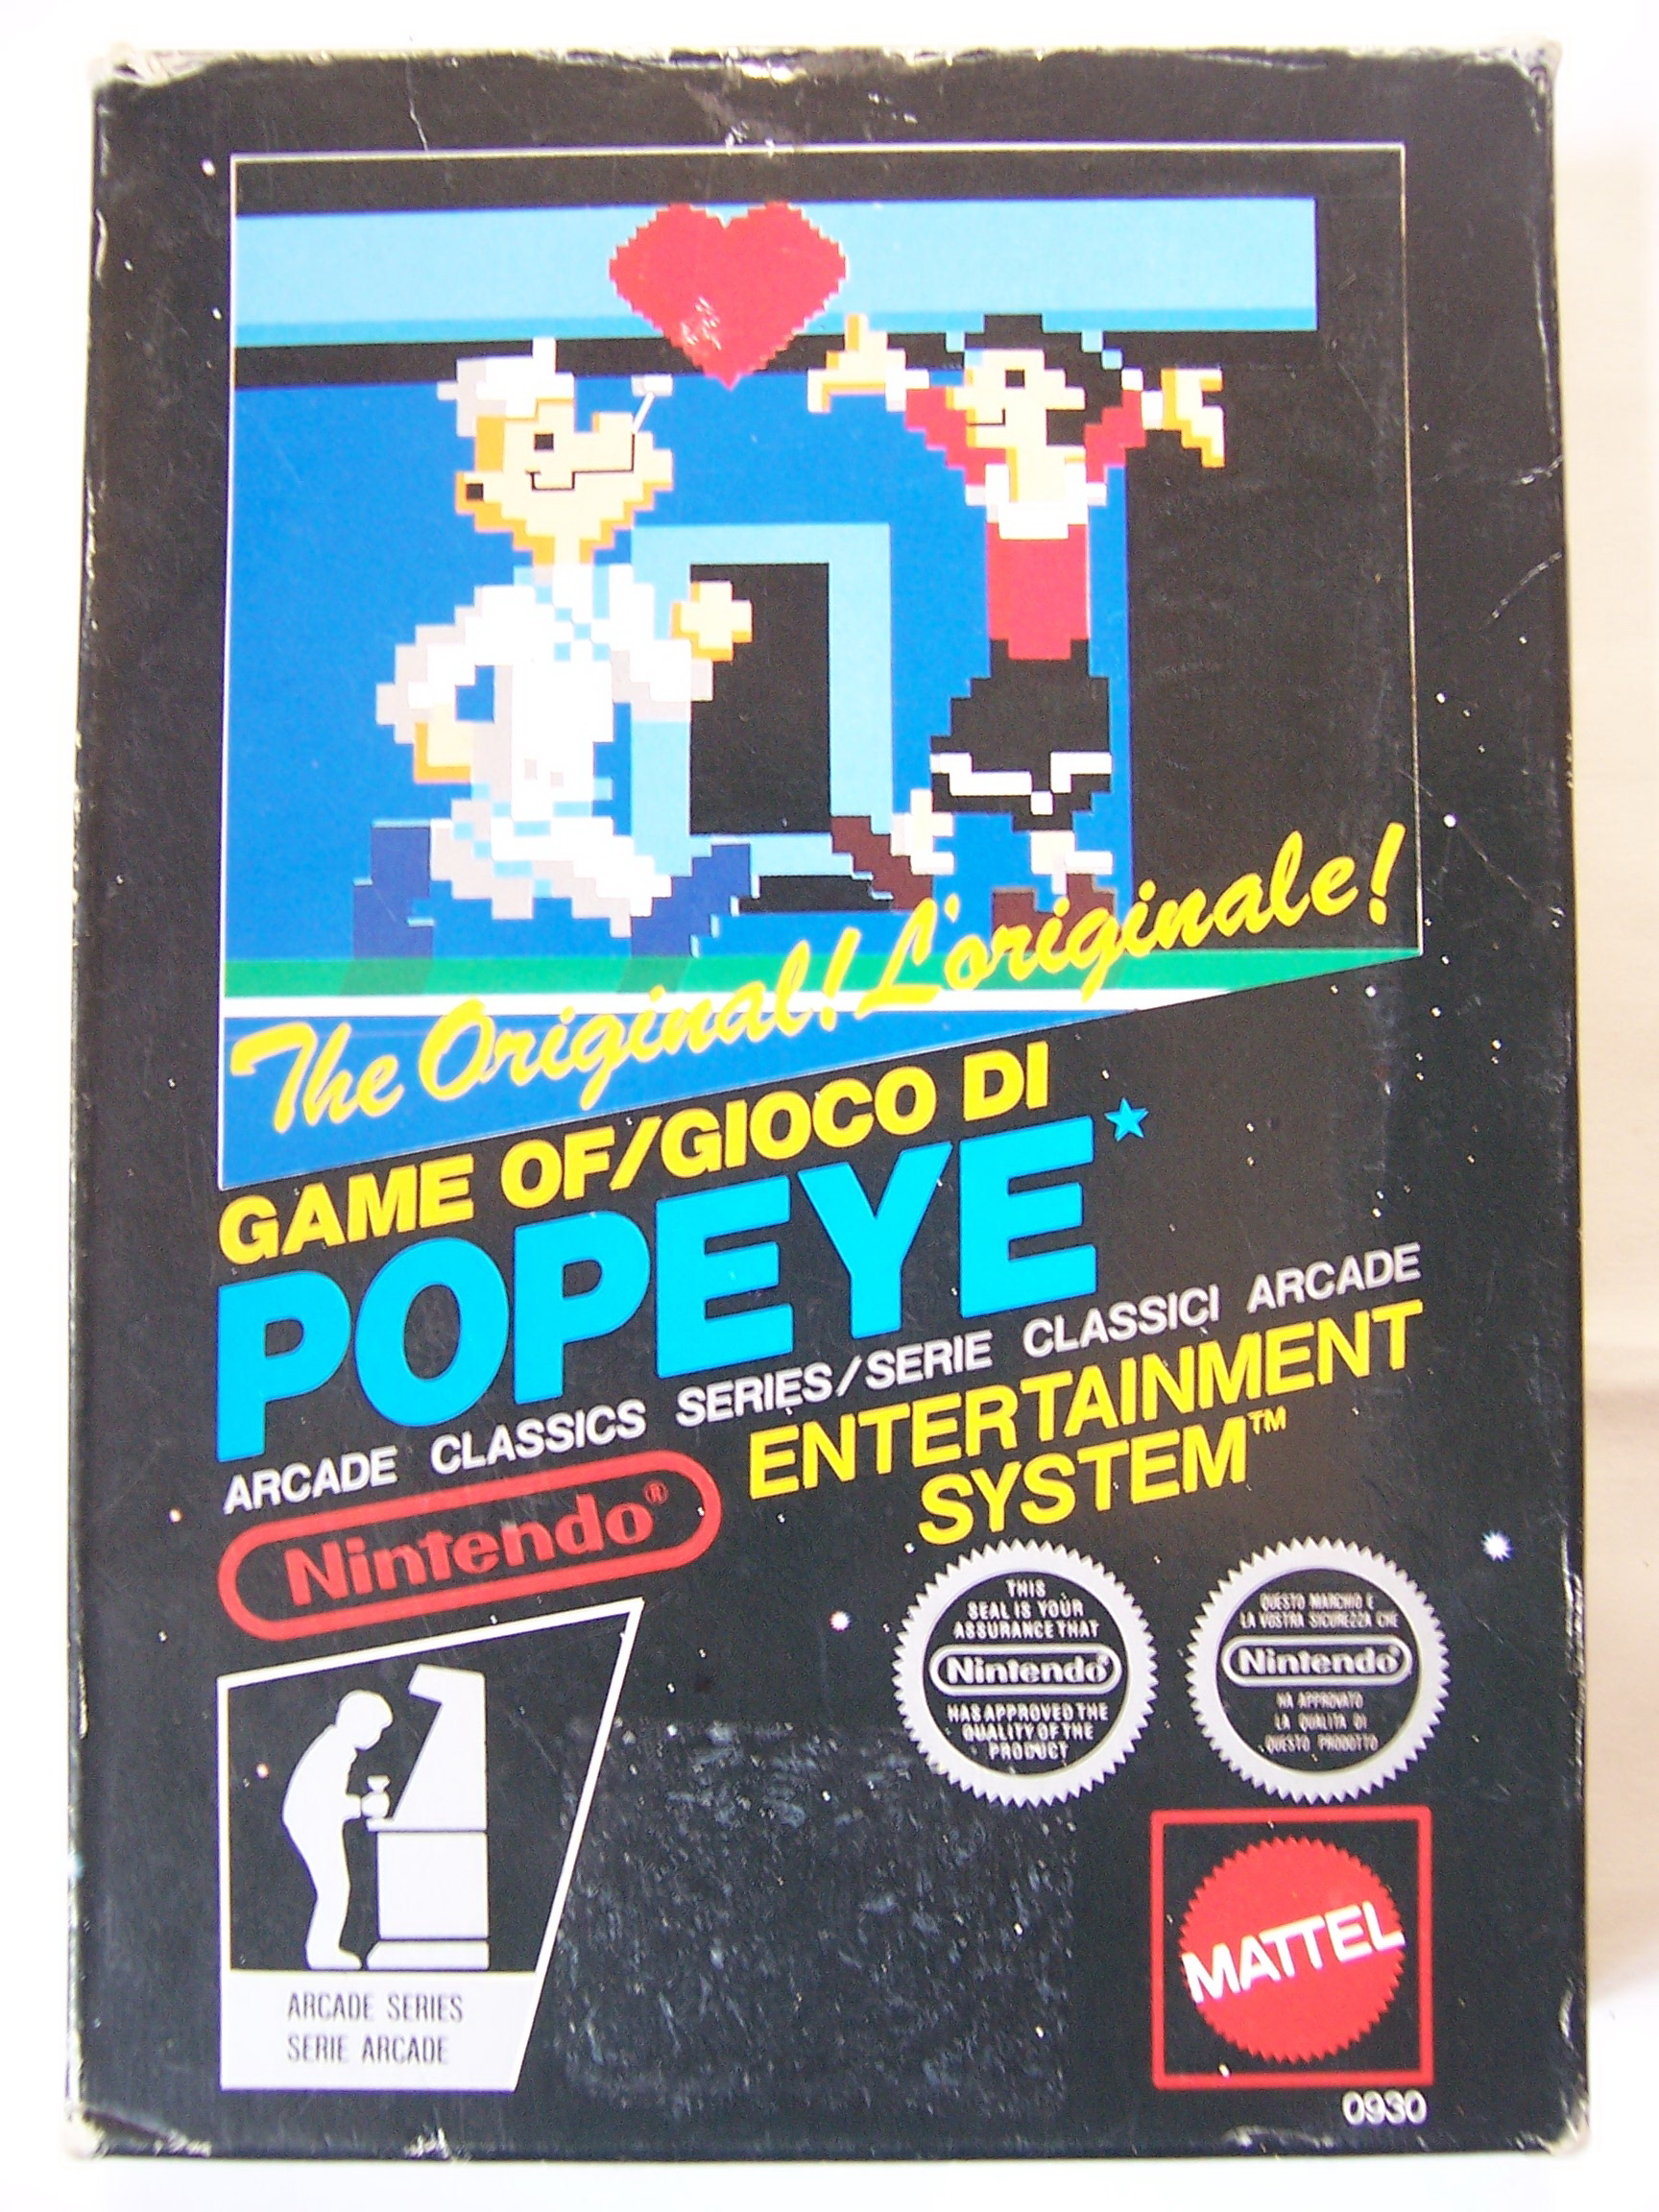 The Original! L'originale!
GAME OF/GIOCO DI
POPEYE★
ARCADE CLASSICS SERIES/SERIE CLASSICI ARCADE
Nintendo®
ENTERTAINMENT
SYSTEM™
THIS
SEAL IS YOUR
ASSURANCE THAT
Nintendo®
HAS APPROVED THE
QUALITY OF THE
PRODUCT
QUESTO MARCHIO E
LA VOSTRA SICUREZZA CHE
Nintendo®
HA APPROVATO
LA QUALITA DI
QUESTO PRODOTTO
ARCADE SERIES
SERIE ARCADE
MATTEL
0930